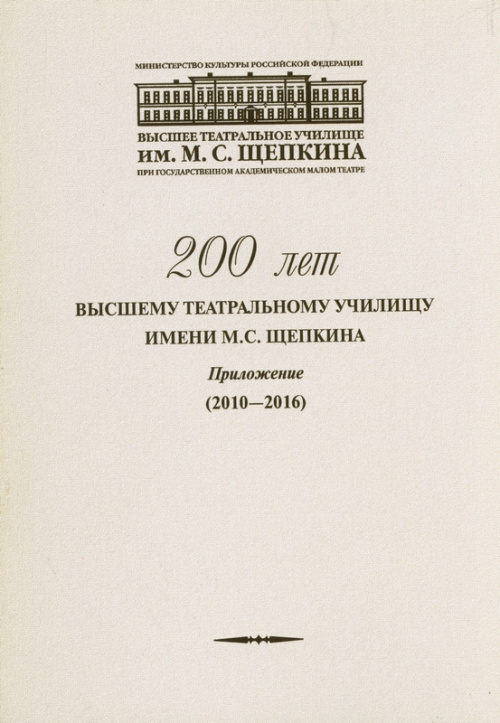 МИНИСТЕРСТВО КУЛЬТУРЫ РОССИЙСКОЙ ФЕДЕРАЦИИ
ВЫСШЕЕ ТЕАТРАЛЬНОЕ УЧИЛИЩЕ
им. М. С. ЩЕПКИНА
ПРИ ГОСУДАРСТВЕННОМ АКАДЕМИЧЕСКОМ МАЛОМ ТЕАТРЕ
200 лет
ВЫСШЕМУ ТЕАТРАЛЬНОМУ УЧИЛИЩУ
ИМЕНИ М.С. ЩЕПКИНА
Приложение
(2010—2016)